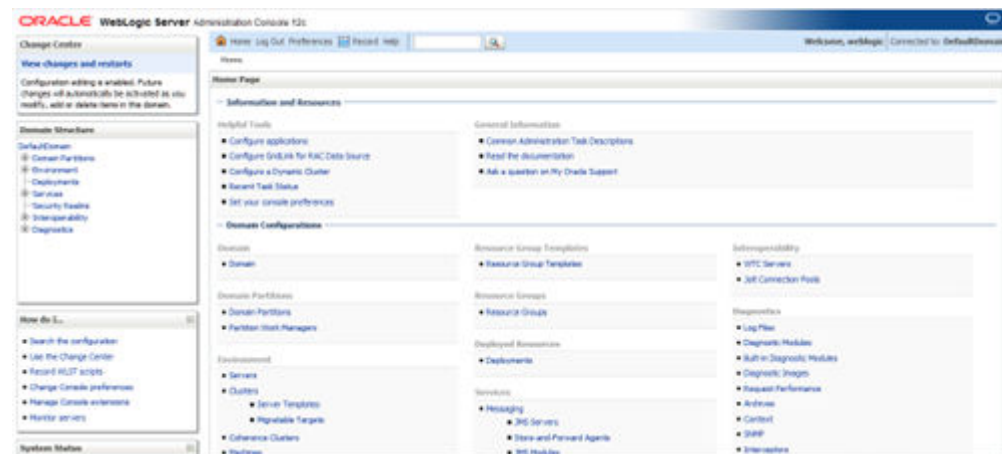 ORACLE WebLogic Server Administration Console 12c
Change Center
View changes and restarts
Configuration editing is enabled. Future
changes will automatically be activated as you
modify, add or delete items in this domain.
Domain Structure
DefaultDomain
Domain Partitions
Environment
Deployments
Services
Security Realms
Interoperability
Diagnostics
How do I...
Search the configuration
Use the Change Center
Record WLST scripts
Change Console preferences
Manage Console extensions
Monitor servers
System Status
Home Log Out Preferences Record Help
Welcome, weblogic Connected to: DefaultDomain
Home
Home Page
Information and Resources
Helpful Tools
Configure applications
Configure GridLink for RAC Data Source
Configure a Dynamic Cluster
Recent Task Status
Set your console preferences
General Information
Common Administration Task Descriptions
Read the documentation
Ask a question on My Oracle Support
Domain Configurations
Domain
Domain
Domain Partitions
Domain Partitions
Partition Work Managers
Environment
Servers
Clusters
Server Templates
Migratable Targets
Coherence Clusters
Machines
Resource Group Templates
Resource Group Templates
Resource Groups
Resource Groups
Deployed Resources
Deployments
Services
Messaging
JMS Servers
Store-and-Forward Agents
JMS Modules
Interoperability
WTC Servers
Jolt Connection Pools
Diagnostics
Log Files
Diagnostic Modules
Built-in Diagnostic Modules
Diagnostic Images
Request Performance
Archives
Context
SNMP
Interceptors